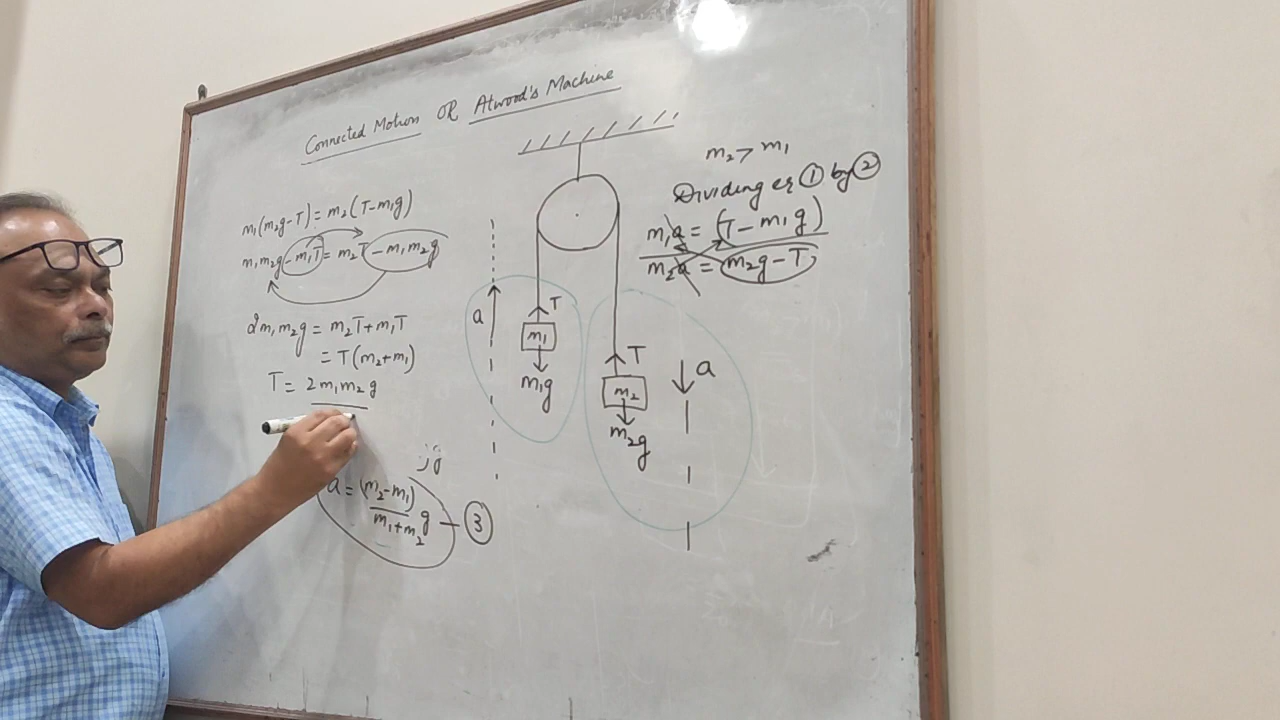 Connected Motion OR Atwood's Machine
m₁(m₂g-T) = m₂(T-m₁g)
m₁m₂g-m₁T = m₂T-m₁m₂g
2m₁m₂g = m₂T+m₁T
= T(m₂+m₁)
T = 2m₁m₂g
a = (m₂-m₁)
m₁+m₂ g - ③
a
T
m₁
m₁g
T
m₂
m₂g
a
m₂ > m₁
Dividing er ① by ②
m₁a = (T-m₁g)
m₂a = m₂g-T